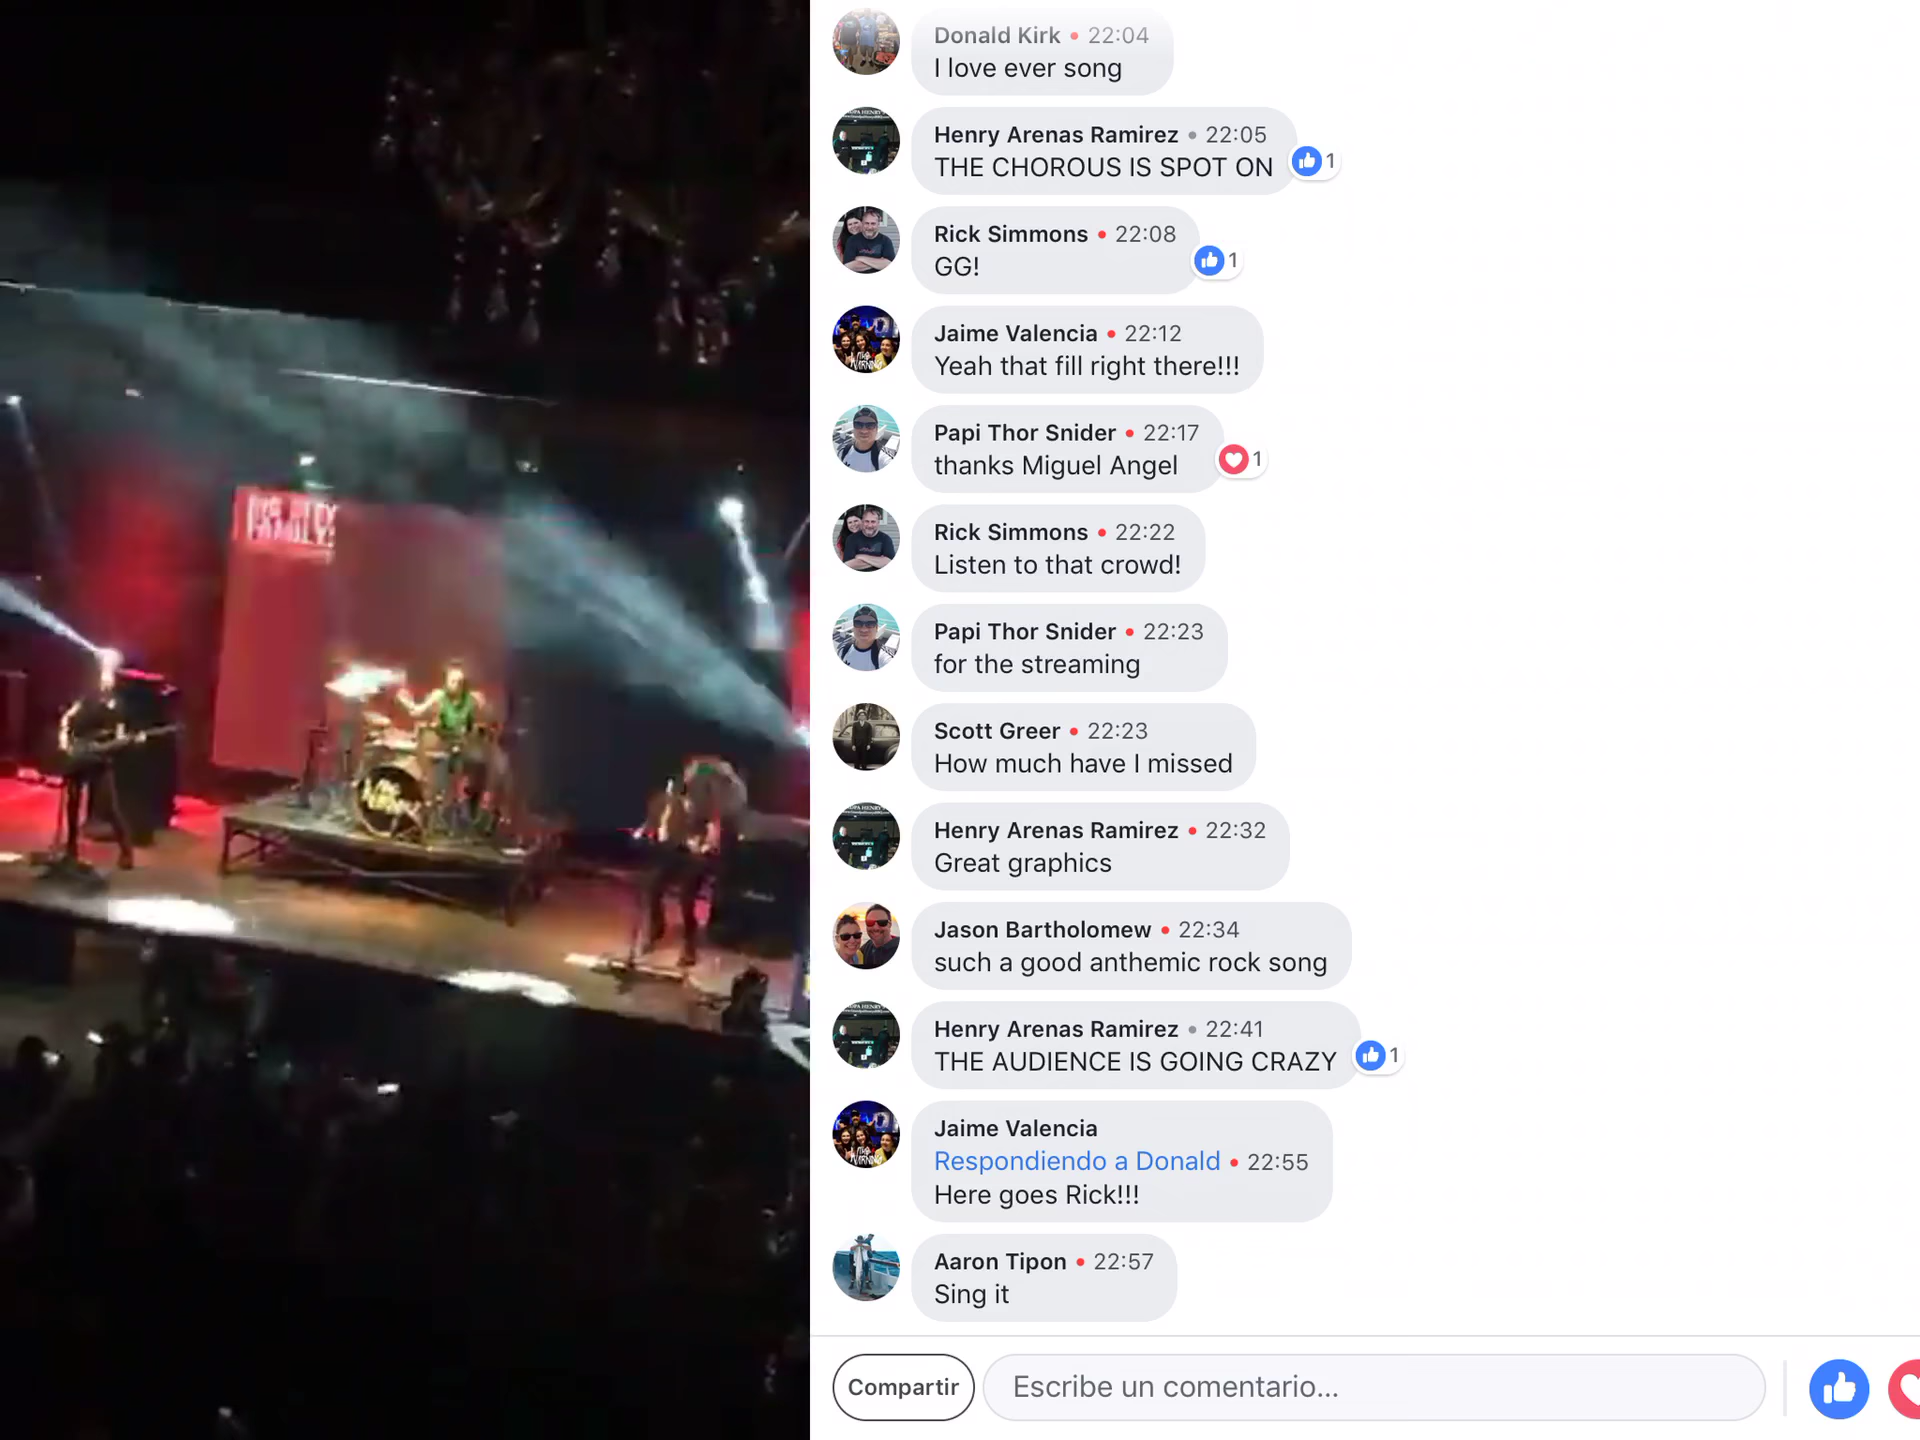 Donald Kirk • 22:04
I love ever song
Henry Arenas Ramirez • 22:05
THE CHOROUS IS SPOT ON
1
Rick Simmons • 22:08
GG!
1
Jaime Valencia • 22:12
Yeah that fill right there!!!
Papi Thor Snider • 22:17
thanks Miguel Angel
1
Rick Simmons • 22:22
Listen to that crowd!
Papi Thor Snider • 22:23
for the streaming
Scott Greer • 22:23
How much have I missed
Henry Arenas Ramirez • 22:32
Great graphics
Jason Bartholomew • 22:34
such a good anthemic rock song
Henry Arenas Ramirez • 22:41
THE AUDIENCE IS GOING CRAZY
1
Jaime Valencia
Respondiendo a Donald • 22:55
Here goes Rick!!!
Aaron Tipon • 22:57
Sing it
Compartir
Escribe un comentario...